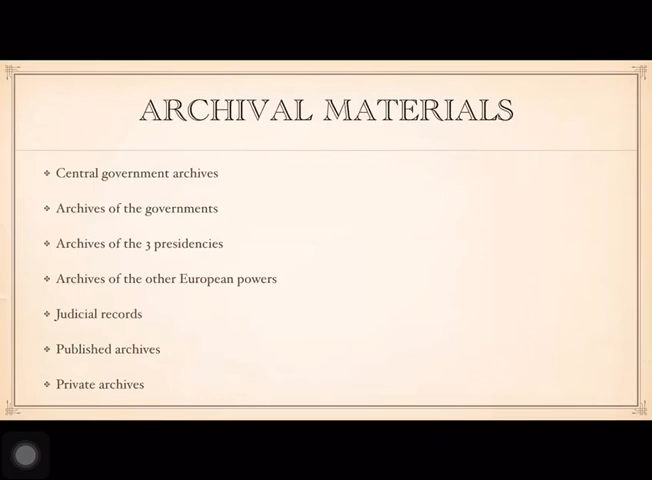 ARCHIVAL MATERIALS
Central government archives
Archives of the governments
Archives of the 3 presidencies
Archives of the other European powers
Judicial records
Published archives
Private archives